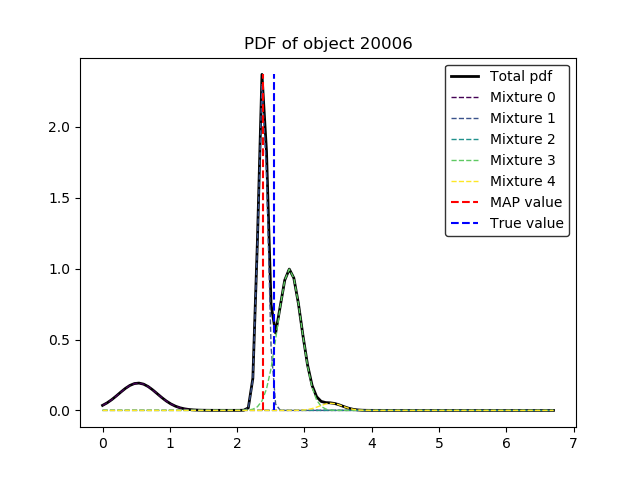 PDF of object 20006
Total pdf
Mixture 0
Mixture 1
Mixture 2
Mixture 3
Mixture 4
MAP value
True value
2.0
1.5
1.0
0.5
0.0
0 1 2 3 4 5 6 7